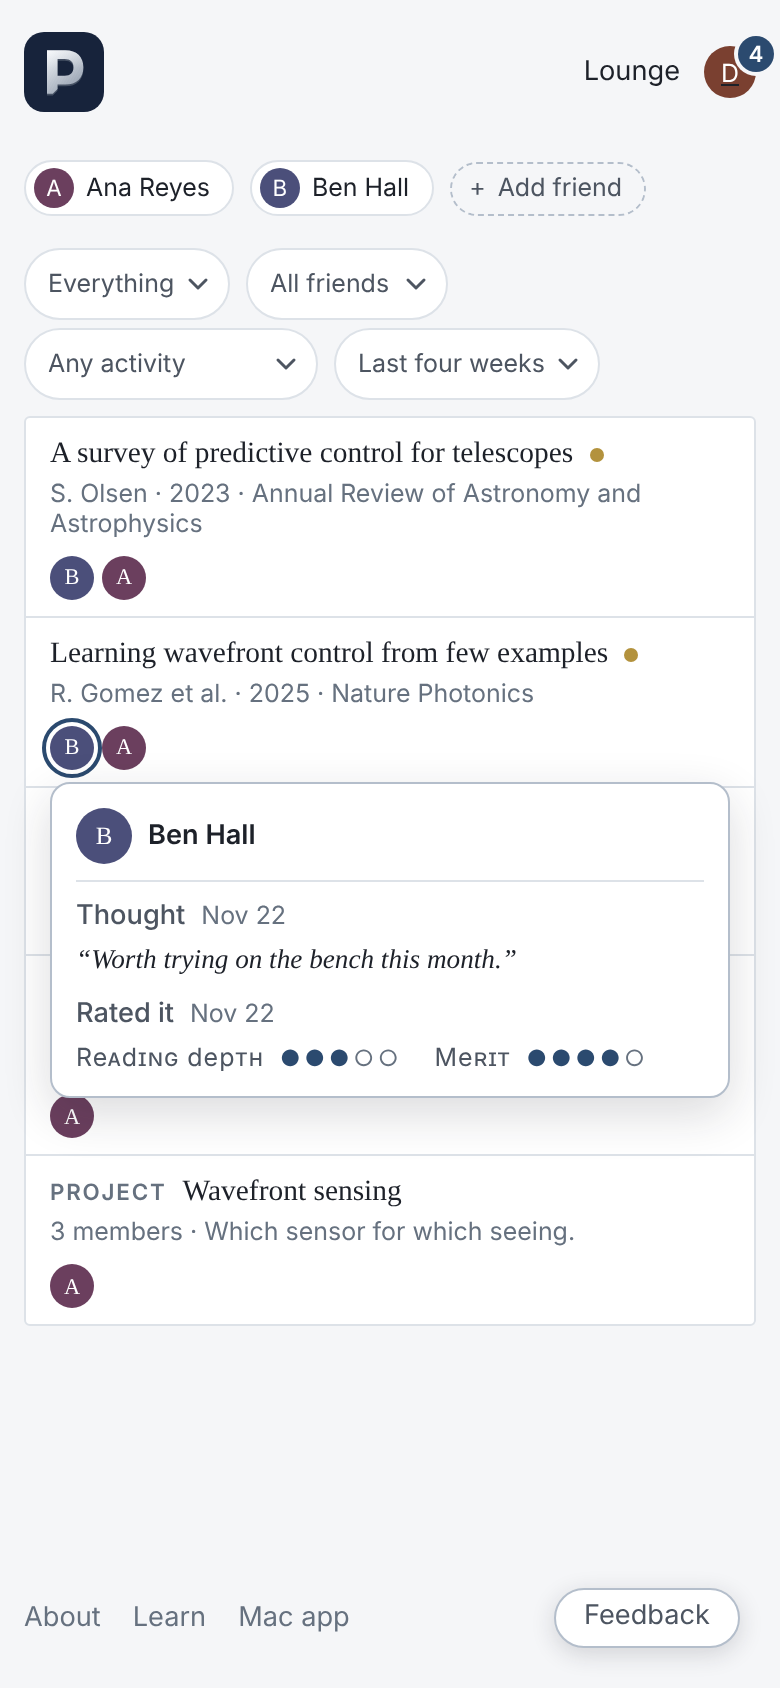 P
Lounge
D
4
A Ana Reyes
B Ben Hall
+ Add friend
Everything
All friends
Any activity
Last four weeks
A survey of predictive control for telescopes
S. Olsen · 2023 · Annual Review of Astronomy and
Astrophysics
B A
Learning wavefront control from few examples
R. Gomez et al. · 2025 · Nature Photonics
B A
B Ben Hall
Thought Nov 22
“Worth trying on the bench this month.”
Rated it Nov 22
Reading depth
Merit
A
PROJECT Wavefront sensing
3 members · Which sensor for which seeing.
A
About Learn Mac app
Feedback